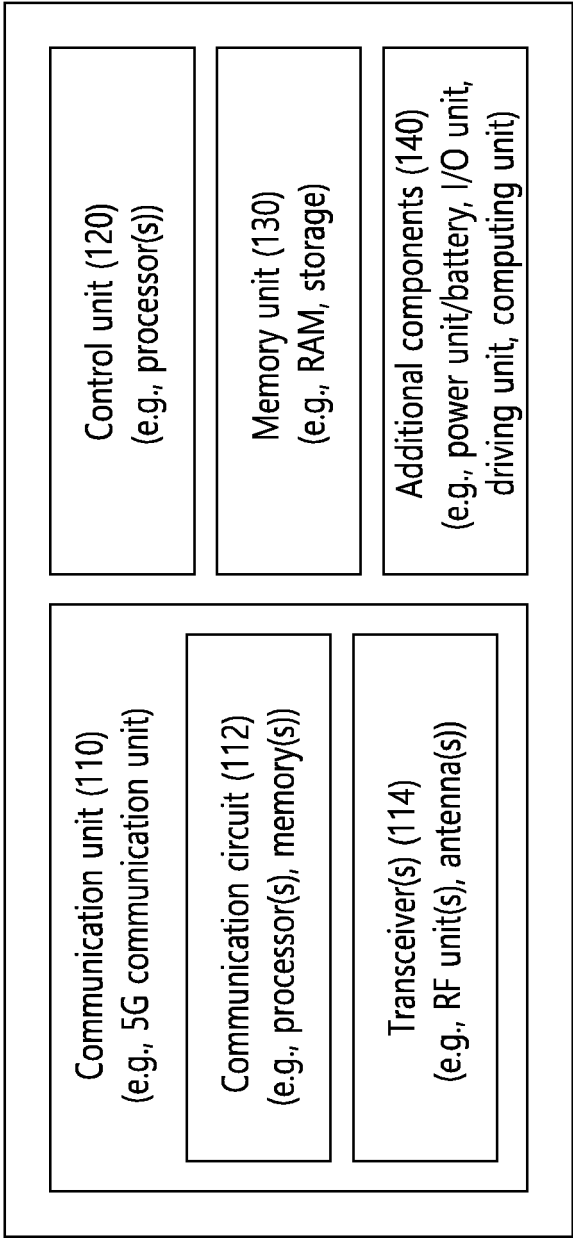 Communication unit (110)
(e.g., 5G communication unit)
Communication circuit (112)
(e.g., processor(s), memory(s))
Transceiver(s) (114)
(e.g., RF unit(s), antenna(s))
Control unit (120)
(e.g., processor(s))
Memory unit (130)
(e.g., RAM, storage)
Additional components (140)
(e.g., power unit/battery, I/O unit,
driving unit, computing unit)